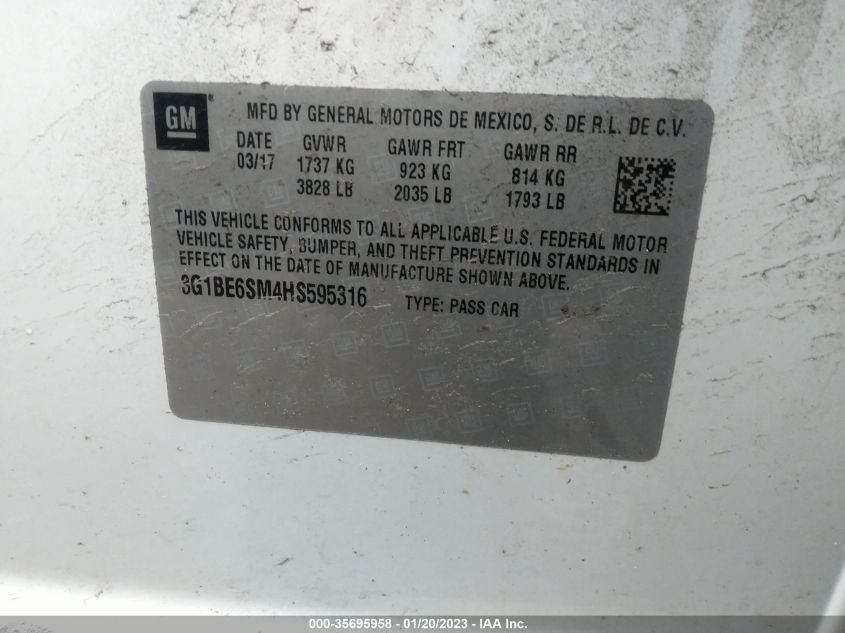 GM ®
MFD BY GENERAL MOTORS DE MEXICO, S. DE R.L. DE C.V.
DATE GVWR GAWR FRT GAWR RR
03/17 1737 KG 923 KG 814 KG
3828 LB 2035 LB 1793 LB
THIS VEHICLE CONFORMS TO ALL APPLICABLE U.S. FEDERAL MOTOR
VEHICLE SAFETY, BUMPER, AND THEFT PREVENTION STANDARDS IN
EFFECT ON THE DATE OF MANUFACTURE SHOWN ABOVE.
3G1BE6SM4HS595316 TYPE: PASS CAR
000-35695958 - 01/20/2023 - IAA Inc.